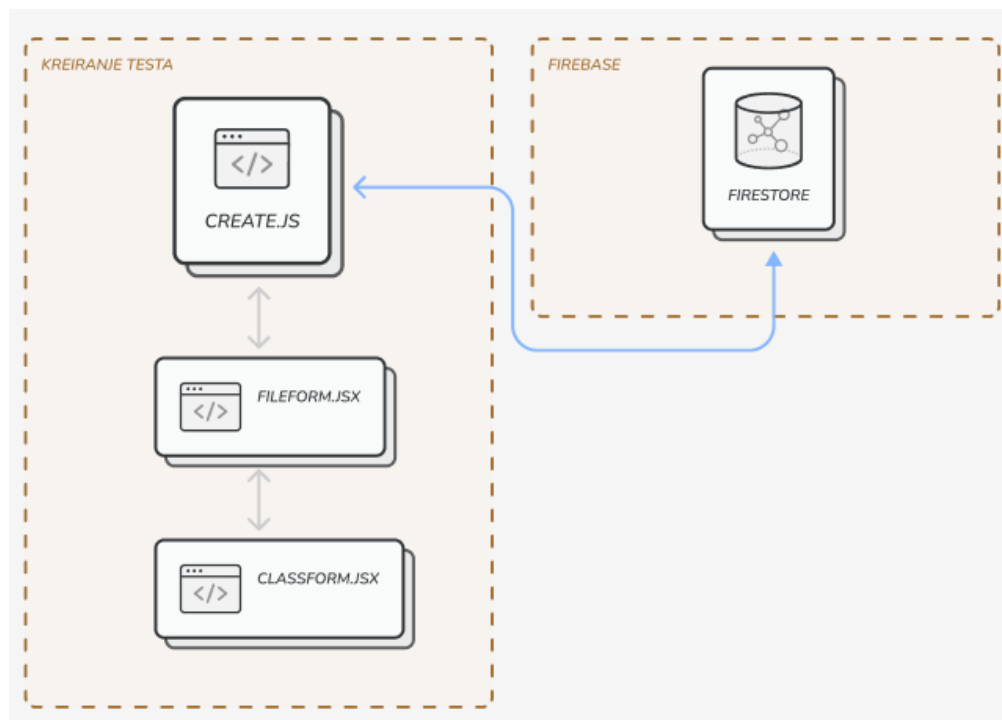 KREIRANJE TESTA
FIREBASE
</>
CREATE.JS
FIRESTORE
</>
FILEFORM.JSX
</>
CLASSFORM.JSX